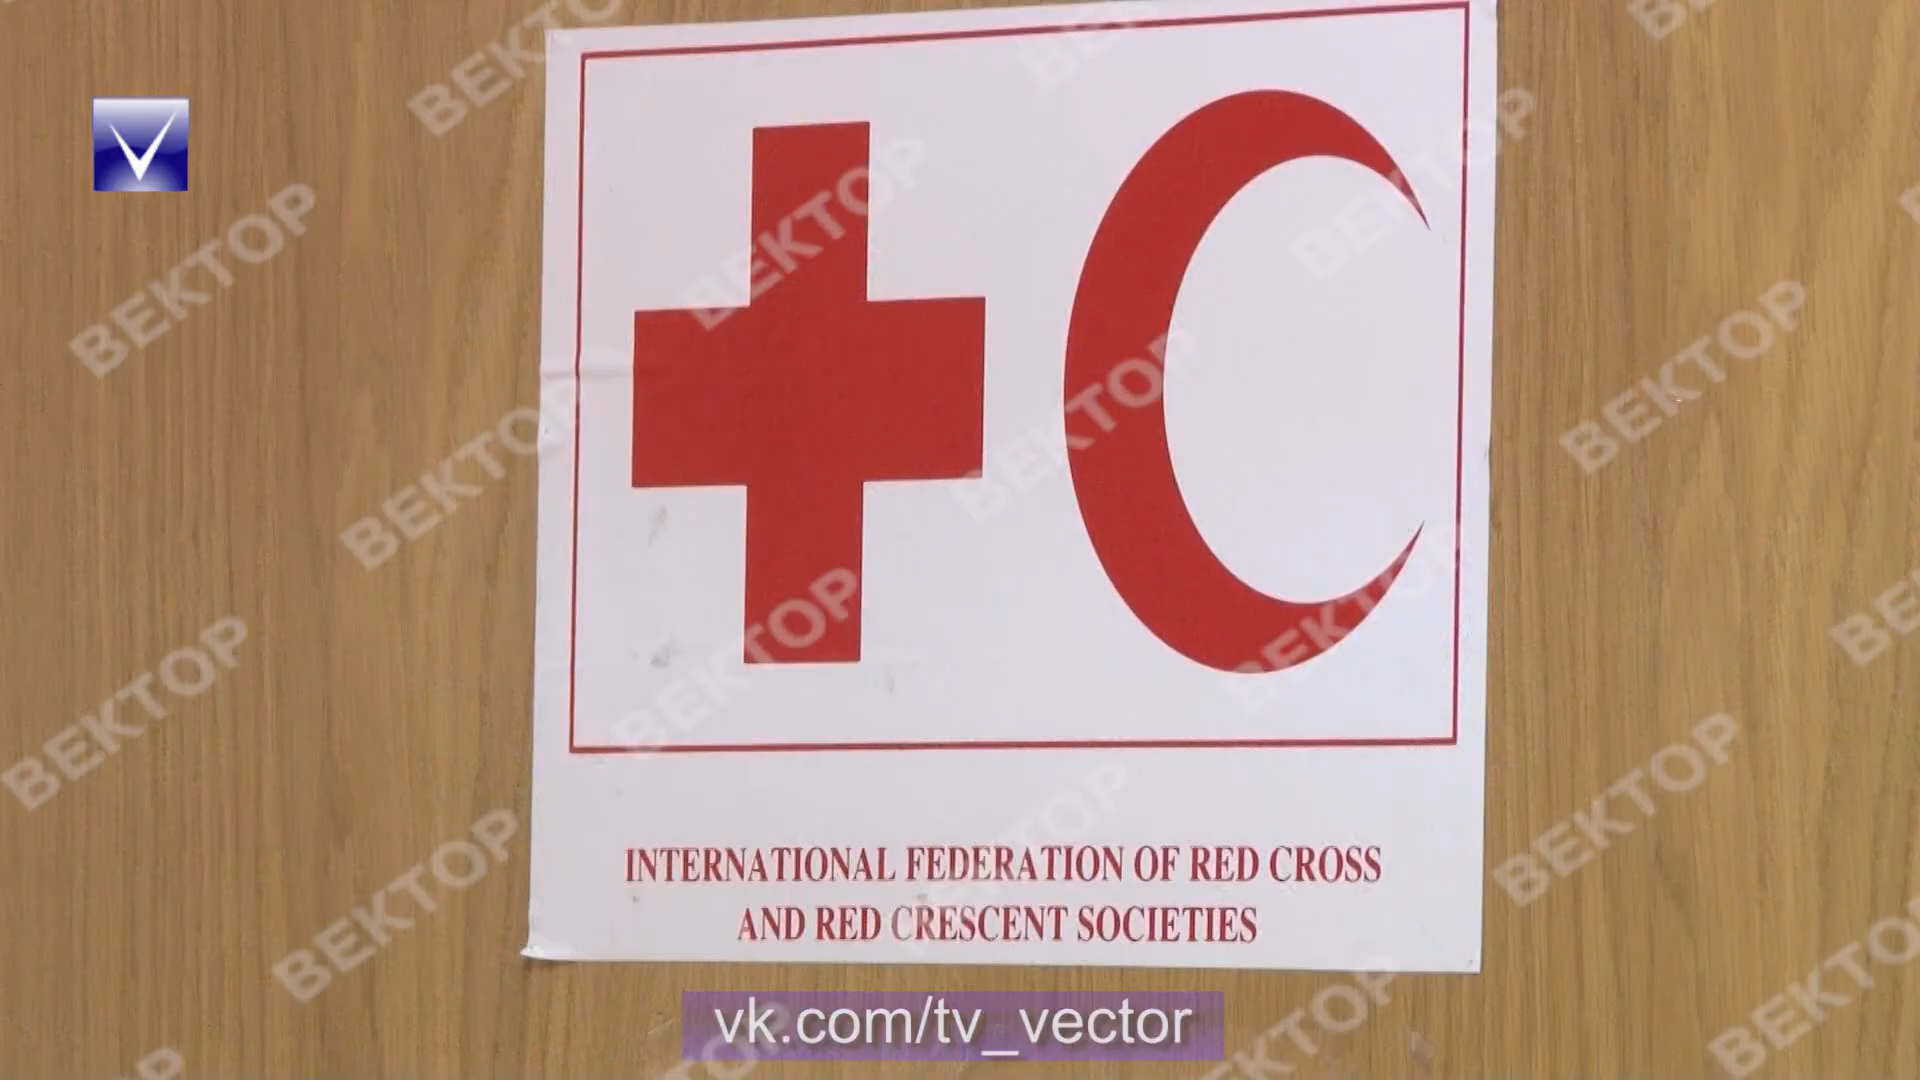 INTERNATIONAL FEDERATION OF RED CROSS
AND RED CRESCENT SOCIETIES
vk.com/tv_vector
ВЕКТОР